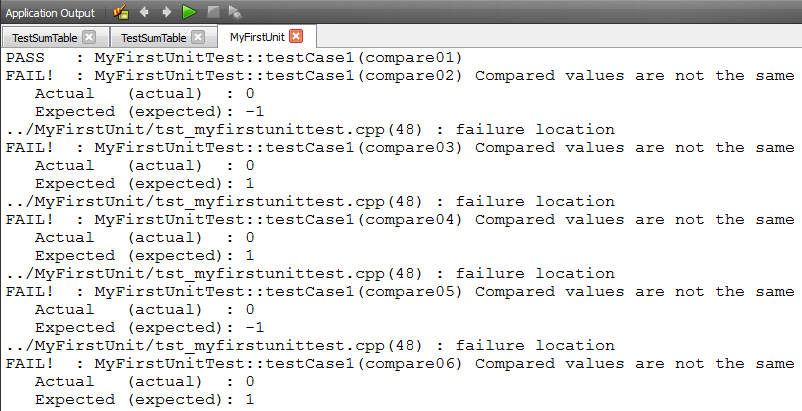 Application Output
TestSumTable
TestSumTable
MyFirstUnit
PASS   : MyFirstUnitTest::testCase1(compare01)
FAIL!  : MyFirstUnitTest::testCase1(compare02) Compared values are not the same
   Actual   (actual)  : 0
   Expected (expected): -1
../MyFirstUnit/tst_myfirstunittest.cpp(48) : failure location
FAIL!  : MyFirstUnitTest::testCase1(compare03) Compared values are not the same
   Actual   (actual)  : 0
   Expected (expected): 1
../MyFirstUnit/tst_myfirstunittest.cpp(48) : failure location
FAIL!  : MyFirstUnitTest::testCase1(compare04) Compared values are not the same
   Actual   (actual)  : 0
   Expected (expected): 1
../MyFirstUnit/tst_myfirstunittest.cpp(48) : failure location
FAIL!  : MyFirstUnitTest::testCase1(compare05) Compared values are not the same
   Actual   (actual)  : 0
   Expected (expected): -1
../MyFirstUnit/tst_myfirstunittest.cpp(48) : failure location
FAIL!  : MyFirstUnitTest::testCase1(compare06) Compared values are not the same
   Actual   (actual)  : 0
   Expected (expected): 1